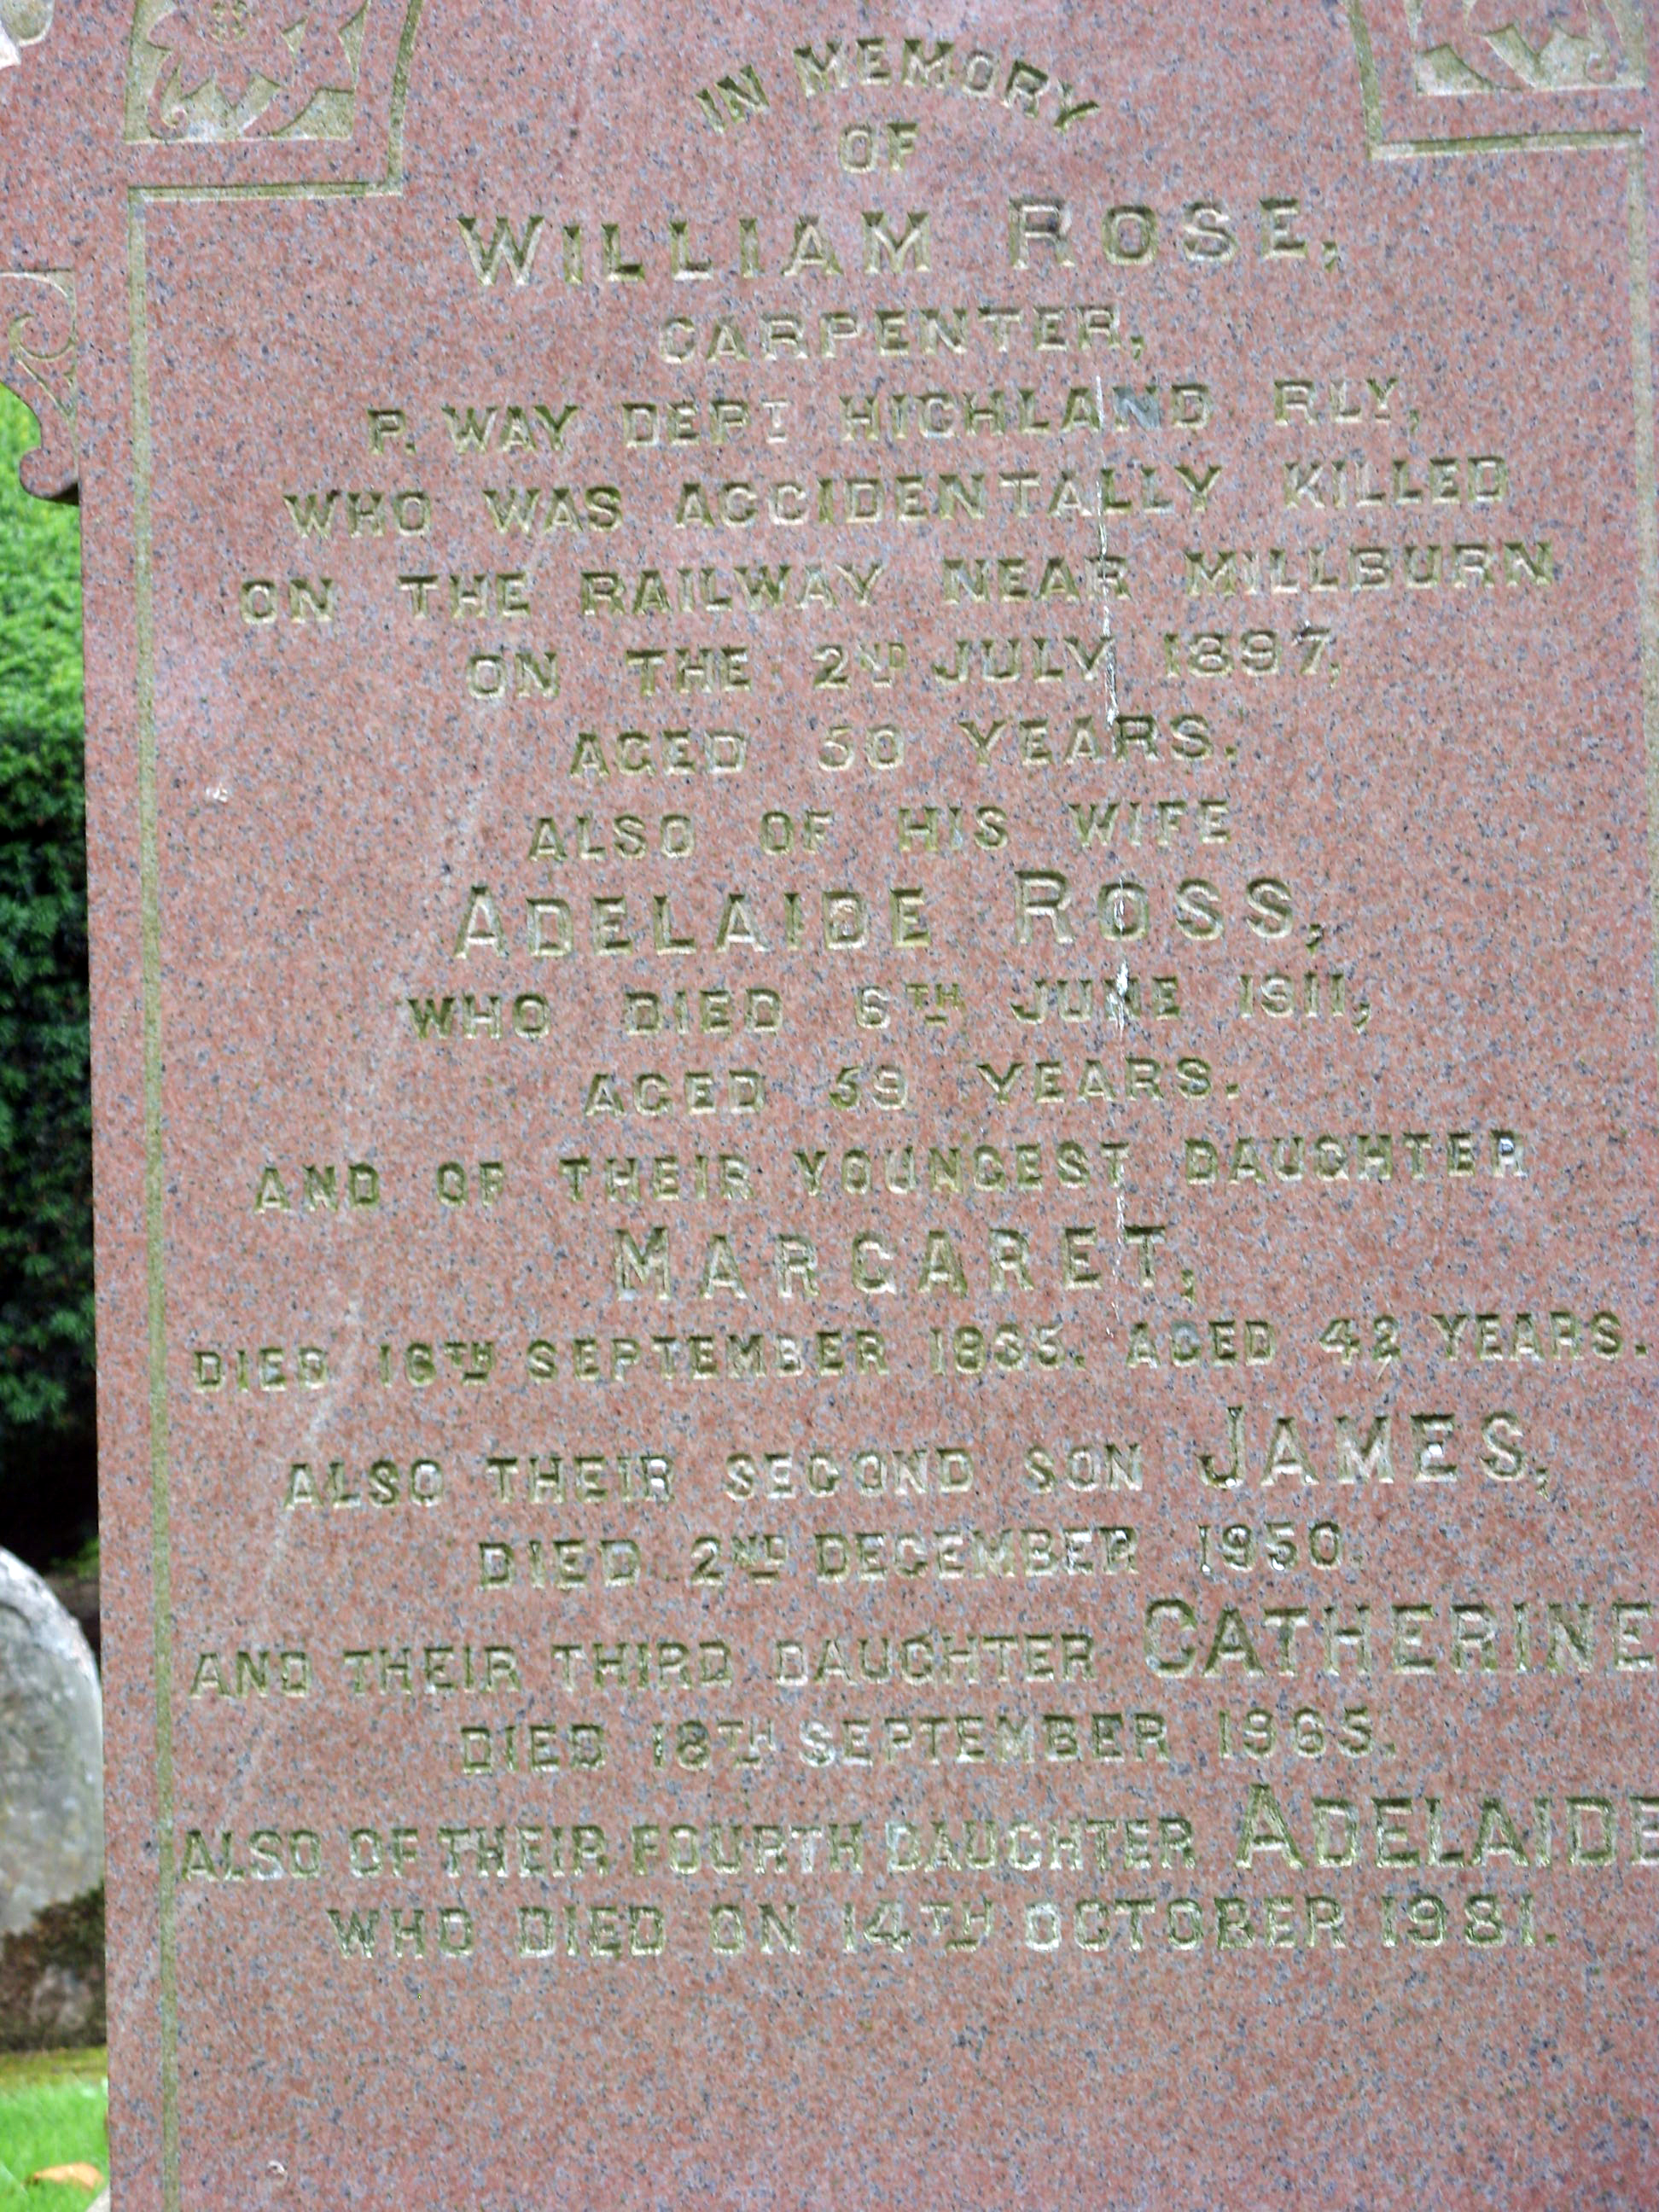 IN MEMORY
OF
WILLIAM ROSE,
CARPENTER,
P. WAY DEPT HIGHLAND RLY,
WHO WAS ACCIDENTALLY KILLED
ON THE RAILWAY NEAR MILLBURN
ON THE 2ND JULY 1897,
AGED 50 YEARS.
ALSO OF HIS WIFE
ADELAIDE ROSS,
WHO DIED 6TH JUNE 1911,
AGED 59 YEARS.
AND OF THEIR YOUNGEST DAUGHTER
MARGARET,
DIED 16TH SEPTEMBER 1935. AGED 42 YEARS.
ALSO THEIR SECOND SON JAMES,
DIED 2ND DECEMBER 1950.
AND THEIR THIRD DAUGHTER CATHERINE
DIED 18TH SEPTEMBER 1965.
ALSO OF THEIR FOURTH DAUGHTER ADELAIDE
WHO DIED ON 14TH OCTOBER 1981.